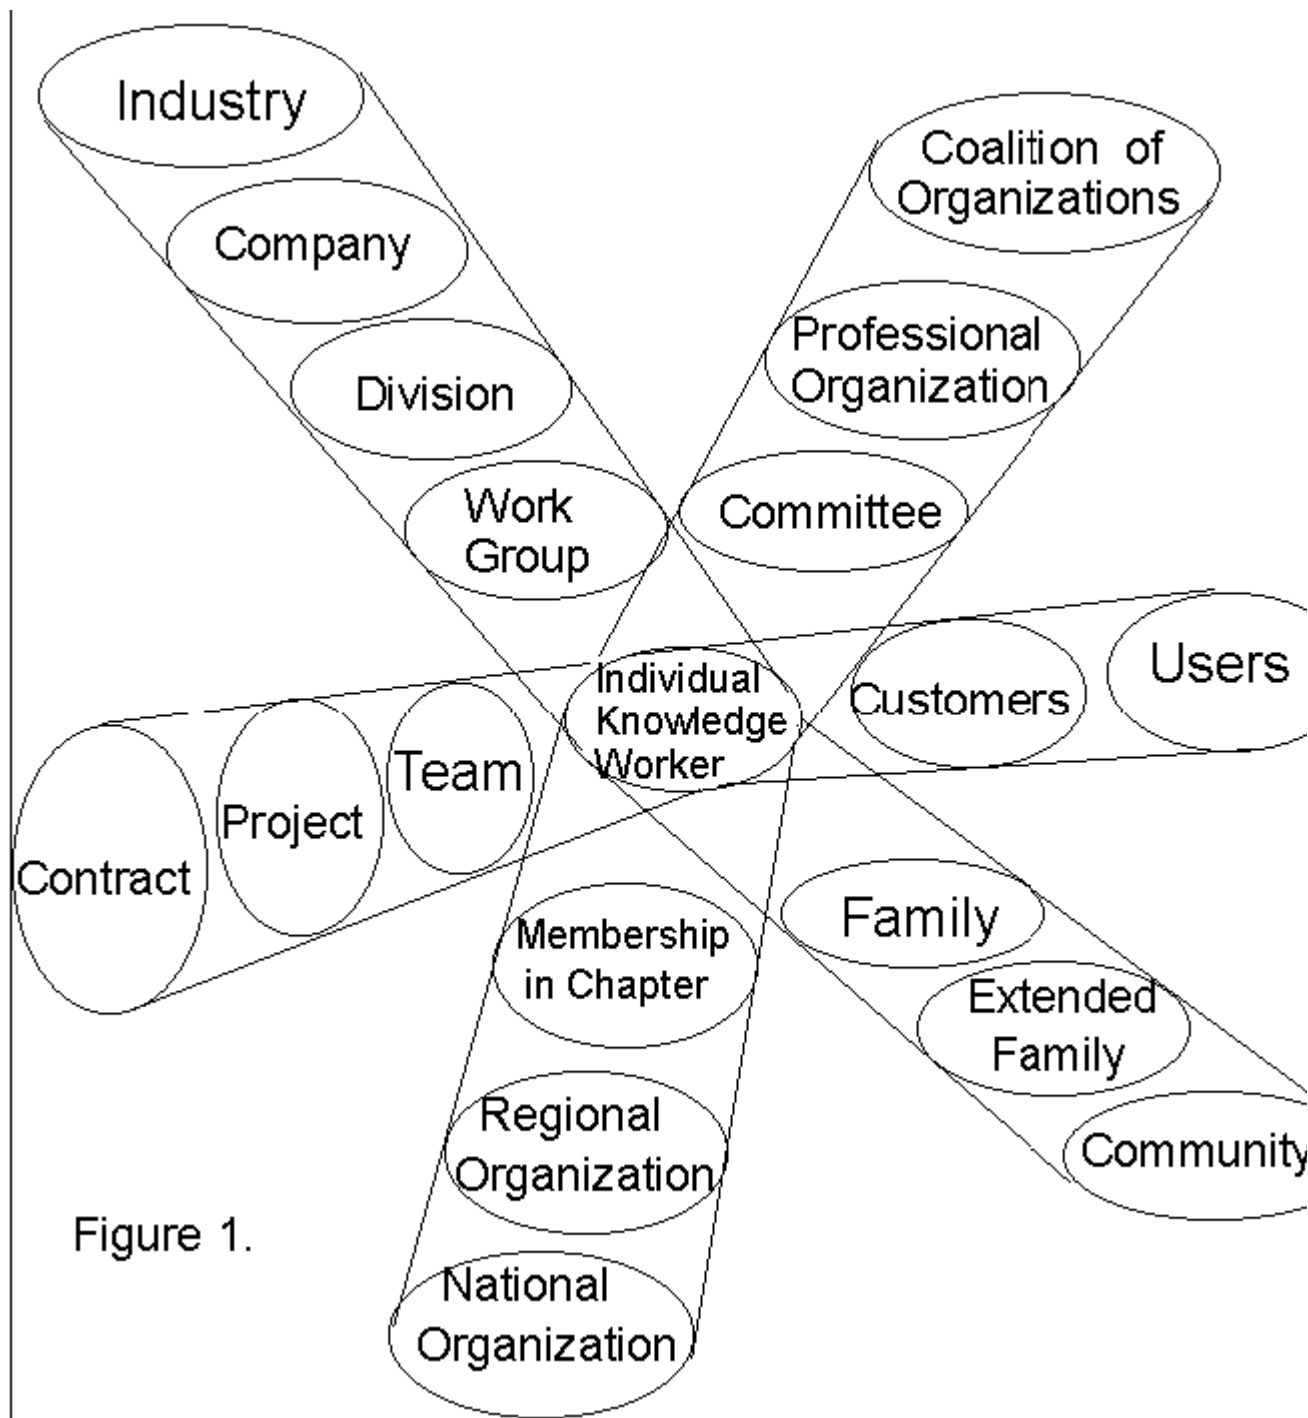 Industry
Company
Division
Work
Group
Coalition of
Organizations
Professional
Organization
Committee
Individual
Knowledge
Worker
Customers
Users
Team
Project
Contract
Family
Extended
Family
Community
Membership
in Chapter
Regional
Organization
National
Organization
Figure 1.